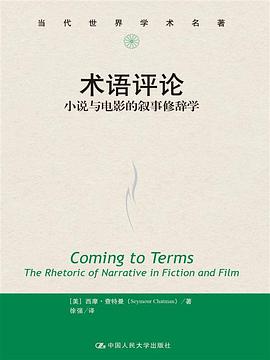 当代世界学术名著
术语评论
小说与电影的叙事修辞学
Coming to Terms
The Rhetoric of Narrative in Fiction and Film
[美] 西摩·查特曼 (Seymour Chatman) / 著
徐强 / 译
中国人民大学出版社